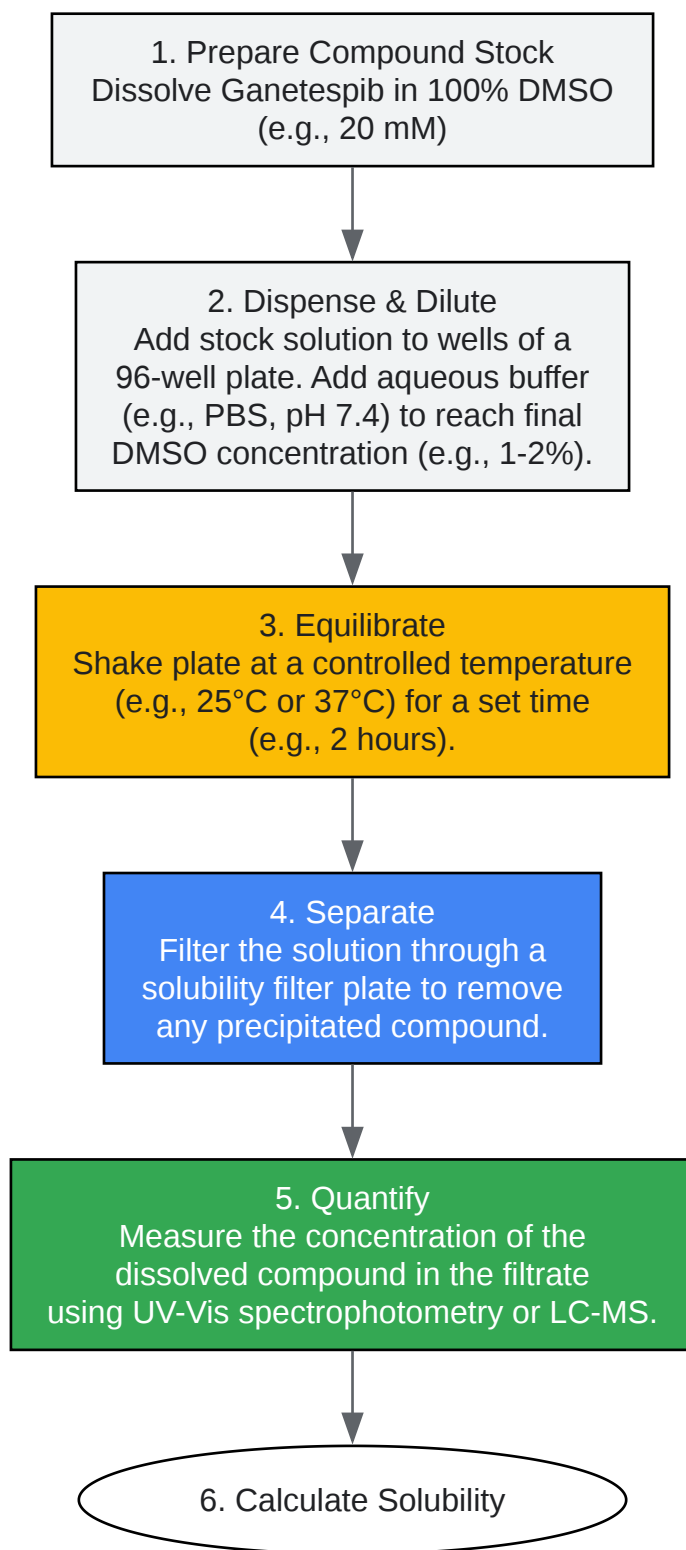 1. Prepare Compound Stock
Dissolve Ganetespib in 100% DMSO
(e.g., 20 mM)
2. Dispense & Dilute
Add stock solution to wells of a
96-well plate. Add aqueous buffer
(e.g., PBS, pH 7.4) to reach final
DMSO concentration (e.g., 1-2%).
3. Equilibrate
Shake plate at a controlled temperature
(e.g., 25°C or 37°C) for a set time
(e.g., 2 hours).
4. Separate
Filter the solution through a
solubility filter plate to remove
any precipitated compound.
5. Quantify
Measure the concentration of the
dissolved compound in the filtrate
using UV-Vis spectrophotometry or LC-MS.
6. Calculate Solubility